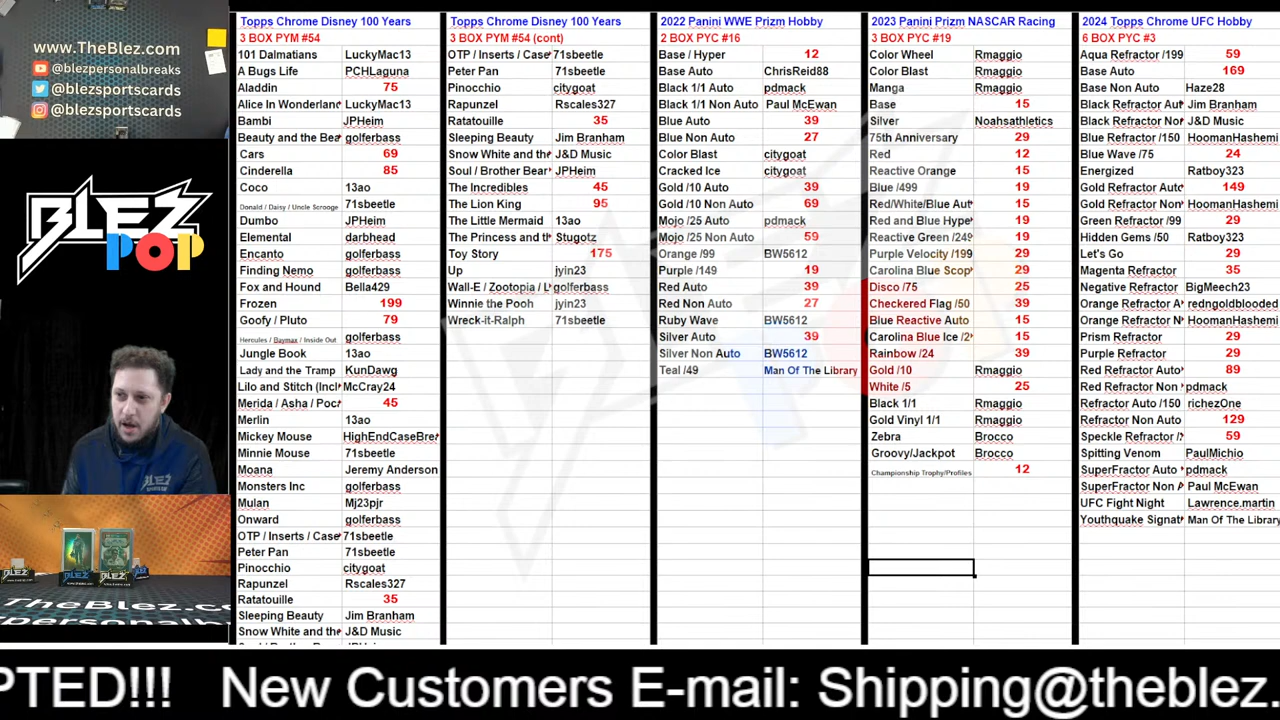 www.TheBlez.com
@blezpersonalbreaks
@blezsportscards
@blezsportscards
BLEZ
POP
BLEZ
BLEZ
TheBlez.co
Topps Chrome Disney 100 Years
3 BOX PYM #54
101 Dalmatians LuckyMac13
A Bugs Life PCHLaguna
Aladdin 75
Alice In Wonderlan LuckyMac13
Bambi JPHeim
Beauty and the Bea golferbass
Cars 69
Cinderella 85
Coco 13ao
Donald / Daisy / Uncle Scrooge 71sbeetle
Dumbo JPHeim
Elemental darbhead
Encanto golferbass
Finding Nemo golferbass
Fox and Hound Bella429
Frozen 199
Goofy / Pluto 79
Hercules / Baymax / Inside Out golferbass
Jungle Book 13ao
Lady and the Tramp KunDawg
Lilo and Stitch (Incl McCray24
Merida / Asha / Poc 45
Merlin 13ao
Mickey Mouse HighEndCaseBre
Minnie Mouse 71sbeetle
Moana Jeremy Anderson
Monsters Inc golferbass
Mulan Mj23pjr
Onward golferbass
OTP / Inserts / Case 71sbeetle
Peter Pan 71sbeetle
Pinocchio citygoat
Rapunzel Rscales327
Ratatouille 35
Sleeping Beauty Jim Branham
Snow White and the J&D Music
Topps Chrome Disney 100 Years
3 BOX PYM #54 (cont)
OTP / Inserts / Case 71sbeetle
Peter Pan 71sbeetle
Pinocchio citygoat
Rapunzel Rscales327
Ratatouille 35
Sleeping Beauty Jim Branham
Snow White and th J&D Music
Soul / Brother Bear JPHeim
The Incredibles 45
The Lion King 95
The Little Mermaid 13ao
The Princess and th Stugotz
Toy Story 175
Up jyin23
Wall-E / Zootopia / L golferbass
Winnie the Pooh jyin23
Wreck-it-Ralph 71sbeetle
2022 Panini WWE Prizm Hobby
2 BOX PYC #16
Base / Hyper 12
Base Auto ChrisReid88
Black 1/1 Auto pdmack
Black 1/1 Non Auto Paul McEwan
Blue Auto 39
Blue Non Auto 27
Color Blast citygoat
Cracked Ice citygoat
Gold /10 Auto 39
Gold /10 Non Auto 69
Mojo /25 Auto pdmack
Mojo /25 Non Auto 59
Orange /99 BW5612
Purple /149 19
Red Auto 39
Red Non Auto 27
Ruby Wave BW5612
Silver Auto 39
Silver Non Auto BW5612
Teal /49 Man Of The Library
2023 Panini Prizm NASCAR Racing
3 BOX PYC #19
Color Wheel Rmaggio
Color Blast Rmaggio
Manga Rmaggio
Base 15
Silver Noahsathletics
75th Anniversary 29
Red 12
Reactive Orange 15
Blue /499 19
Red/White/Blue Aut 15
Red and Blue Hype 19
Reactive Green /249 19
Purple Velocity /199 29
Carolina Blue Scop 29
Disco /75 25
Checkered Flag /50 39
Blue Reactive Auto 15
Carolina Blue Ice /2 15
Rainbow /24 39
Gold /10 Rmaggio
White /5 25
Black 1/1 Rmaggio
Gold Vinyl 1/1 Rmaggio
Zebra Brocco
Groovy/Jackpot Brocco
Championship Trophy/Profiles 12
2024 Topps Chrome UFC Hobby
6 BOX PYC #3
Aqua Refractor /199 59
Base Auto 169
Base Non Auto Haze28
Black Refractor Aut Jim Branham
Black Refractor Nor J&D Music
Blue Refractor /150 HoomanHashemi
Blue Wave /75 24
Energized Ratboy323
Gold Refractor Aut 149
Gold Refractor Non HoomanHashemi
Green Refractor /99 29
Hidden Gems /50 Ratboy323
Let's Go 29
Magenta Refractor 35
Negative Refractor BigMeech23
Orange Refractor A redngoldblooded
Orange Refractor N HoomanHashemi
Prism Refractor 29
Purple Refractor 29
Red Refractor Auto 89
Red Refractor Non pdmack
Refractor Auto /150 richezOne
Refractor Non Auto 129
Speckle Refractor / 59
Spitting Venom PaulMichio
SuperFractor Auto pdmack
SuperFractor Non A Paul McEwan
UFC Fight Night Lawrence.martin
Youthquake Signat Man Of The Library
PTED!!! New Customers E-mail: Shipping@theblez.